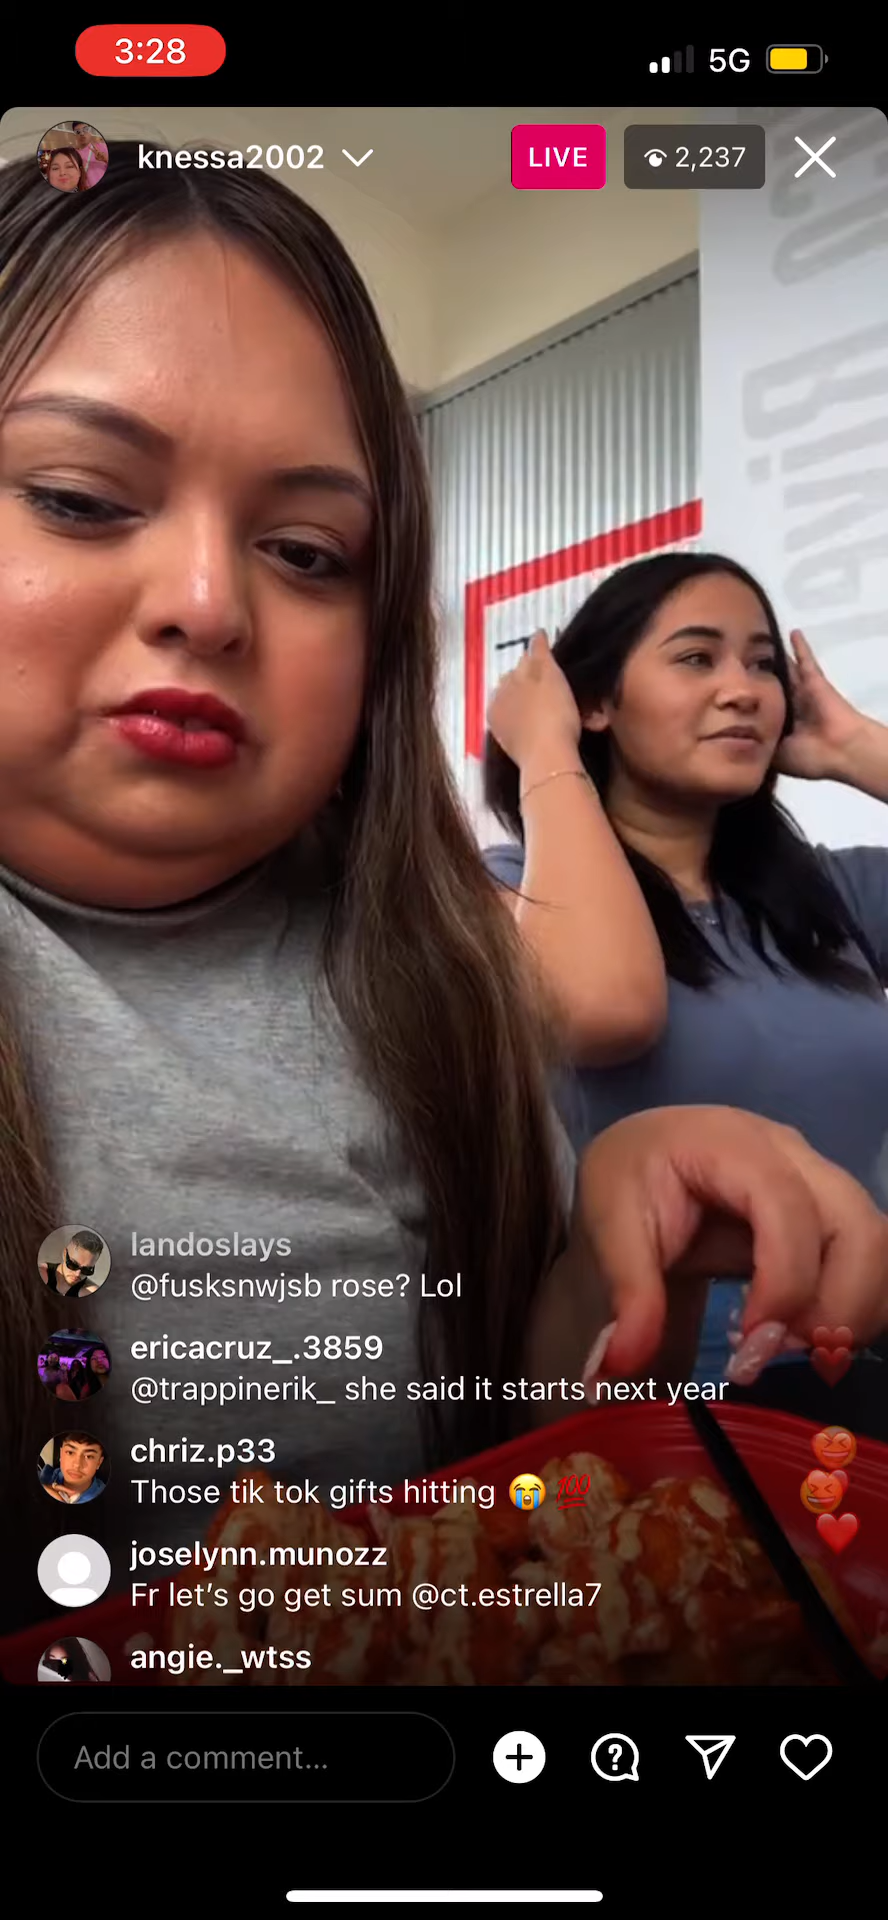 3:28
5G
knessa2002
LIVE
2,237
landoslays
@fusksnwjsb rose? Lol
ericacruz_.3859
@trappinerik_ she said it starts next year
chriz.p33
Those tik tok gifts hitting 😭 💯
joselynn.munozz
Fr let’s go get sum @ct.estrella7
angie._wtss
Add a comment...